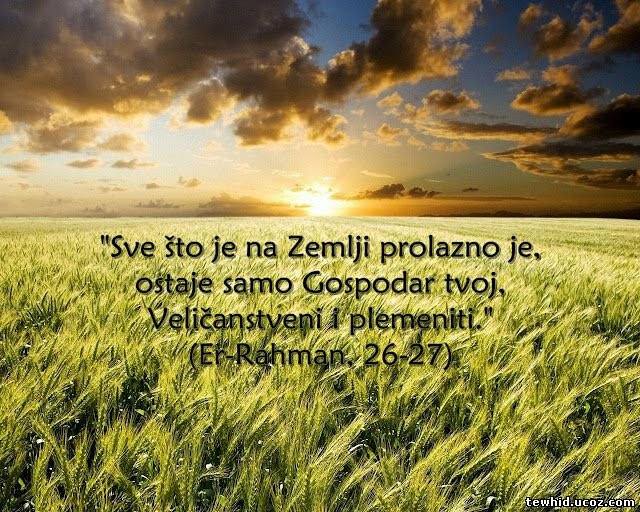 "Sve što je na Zemlji prolazno je,
ostaje samo Gospodar tvoj,
Veličanstveni i plemeniti."
(Er-Rahman, 26-27)
tewhid.ucoz.com